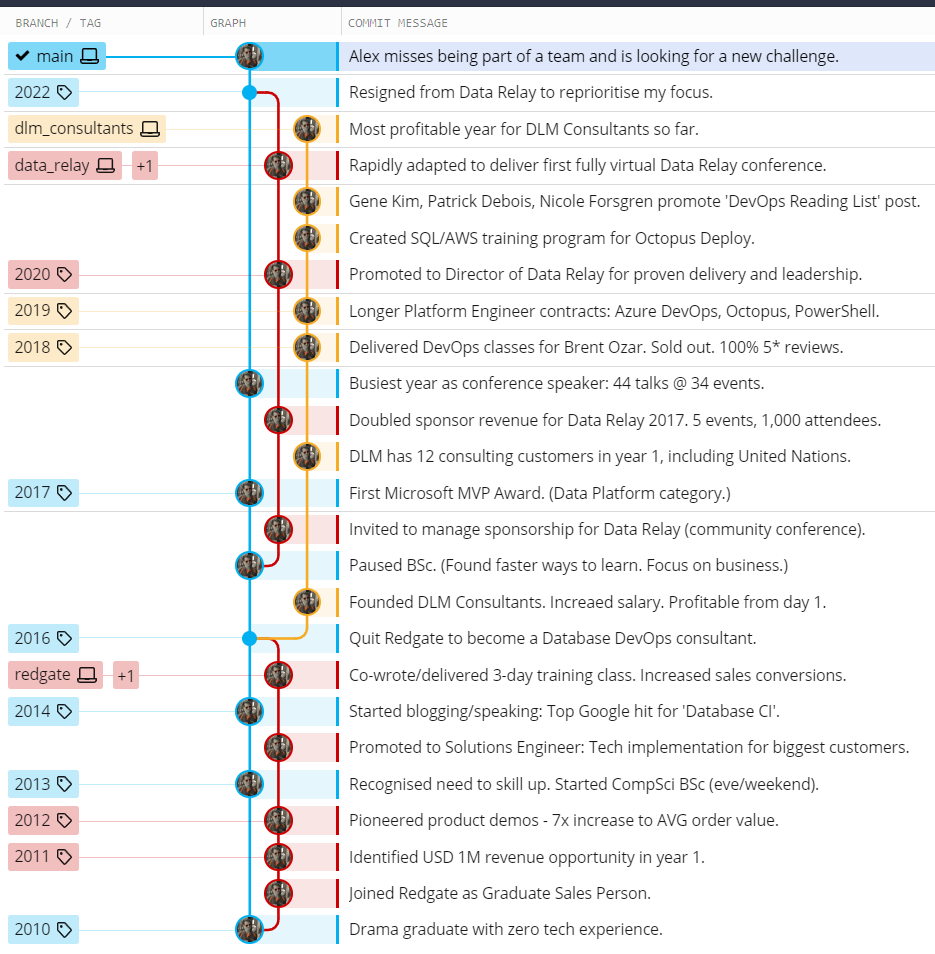 BRANCH / TAG GRAPH COMMIT MESSAGE
main Alex misses being part of a team and is looking for a new challenge.
2022 Resigned from Data Relay to reprioritise my focus.
dlm_consultants Most profitable year for DLM Consultants so far.
data_relay +1 Rapidly adapted to deliver first fully virtual Data Relay conference.
Gene Kim, Patrick Debois, Nicole Forsgren promote 'DevOps Reading List' post.
Created SQL/AWS training program for Octopus Deploy.
2020 Promoted to Director of Data Relay for proven delivery and leadership.
2019 Longer Platform Engineer contracts: Azure DevOps, Octopus, PowerShell.
2018 Delivered DevOps classes for Brent Ozar. Sold out. 100% 5* reviews.
Busiest year as conference speaker: 44 talks @ 34 events.
Doubled sponsor revenue for Data Relay 2017. 5 events, 1,000 attendees.
DLM has 12 consulting customers in year 1, including United Nations.
2017 First Microsoft MVP Award. (Data Platform category.)
Invited to manage sponsorship for Data Relay (community conference).
Paused BSc. (Found faster ways to learn. Focus on business.)
Founded DLM Consultants. Increaed salary. Profitable from day 1.
2016 Quit Redgate to become a Database DevOps consultant.
redgate +1 Co-wrote/delivered 3-day training class. Increased sales conversions.
2014 Started blogging/speaking: Top Google hit for 'Database CI'.
Promoted to Solutions Engineer: Tech implementation for biggest customers.
2013 Recognised need to skill up. Started CompSci BSc (eve/weekend).
2012 Pioneered product demos - 7x increase to AVG order value.
2011 Identified USD 1M revenue opportunity in year 1.
Joined Redgate as Graduate Sales Person.
2010 Drama graduate with zero tech experience.